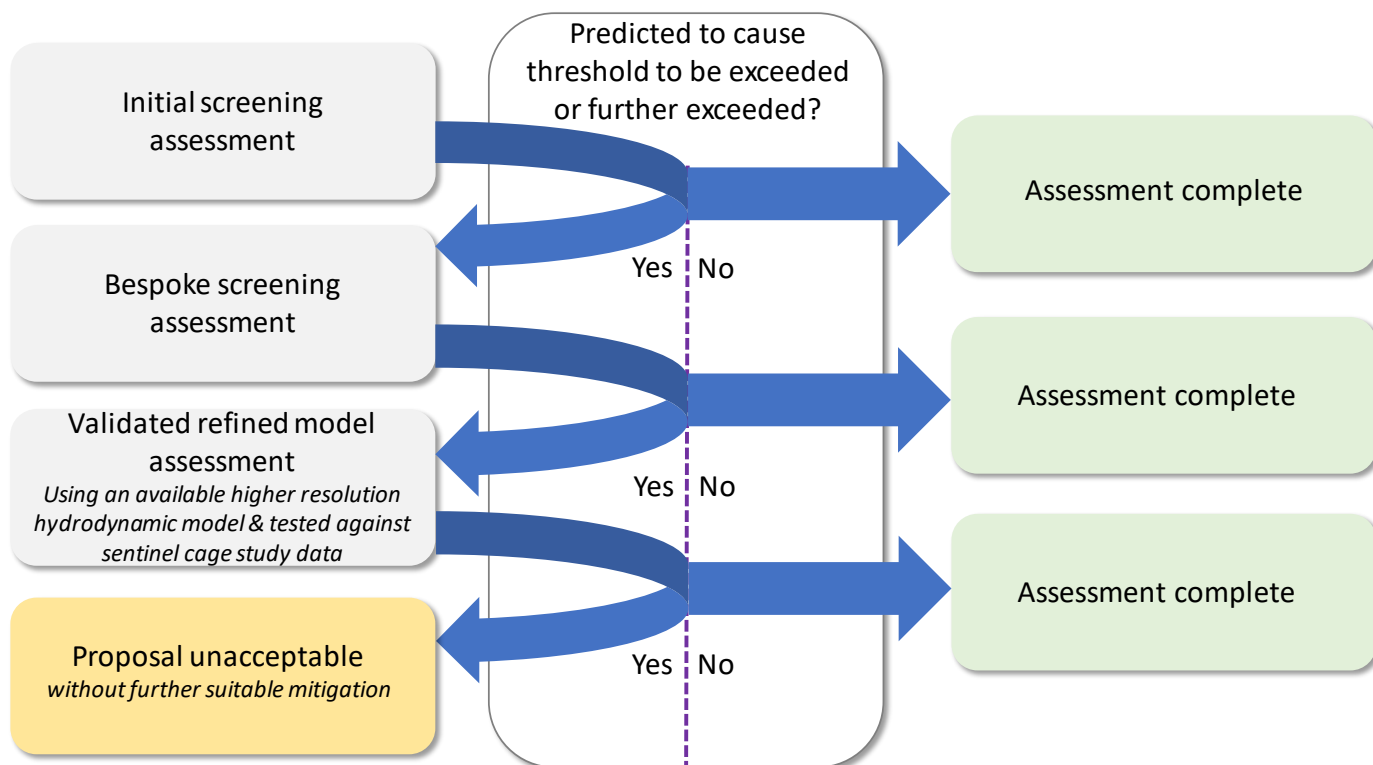 Predicted to cause
threshold to be exceeded
or further exceeded?
Initial screening
assessment
Assessment complete
Yes No
Bespoke screening
assessment
Assessment complete
Yes No
Validated refined model
assessment
Using an available higher resolution
hydrodynamic model & tested against
sentinel cage study data
Assessment complete
Yes No
Proposal unacceptable
without further suitable mitigation